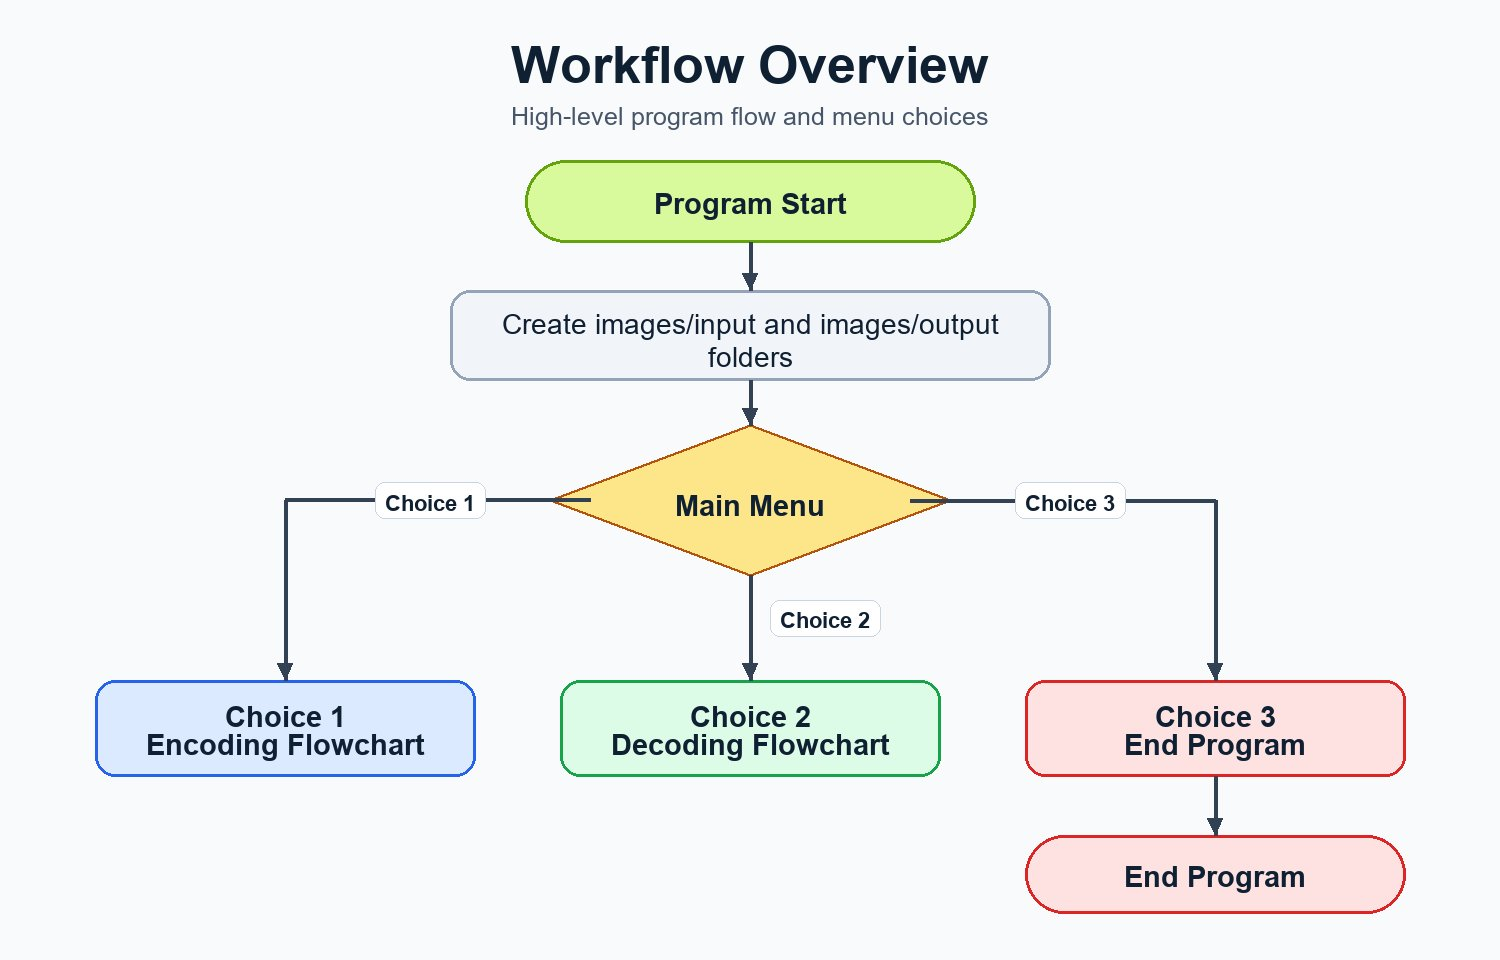 Workflow Overview
High-level program flow and menu choices
Program Start
Create images/input and images/output
folders
Main Menu
Choice 1
Choice 3
Choice 2
Choice 1
Encoding Flowchart
Choice 2
Decoding Flowchart
Choice 3
End Program
End Program